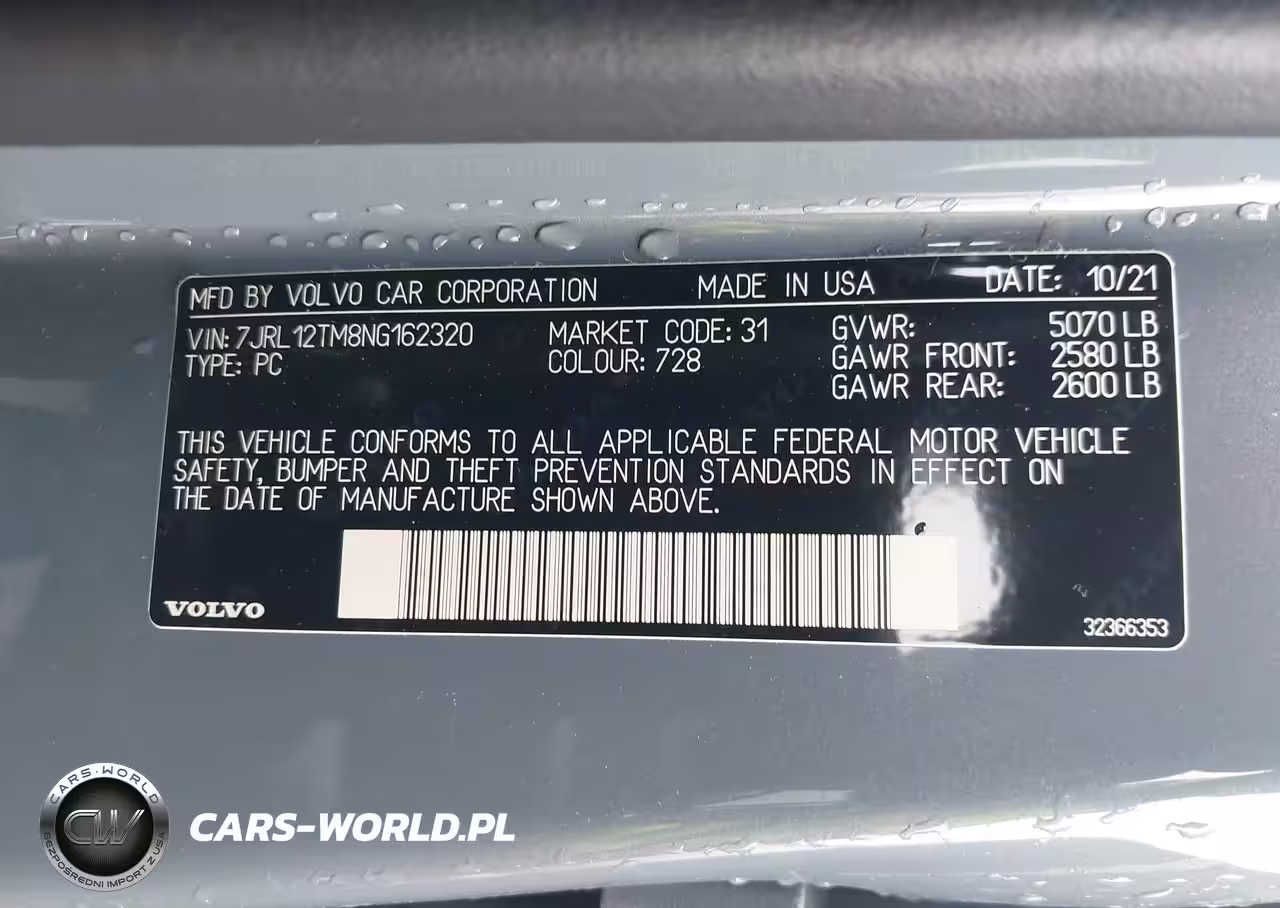 MFD BY VOLVO CAR CORPORATION MADE IN USA DATE: 10/21
VIN: 7JRL12TM8NG162320 MARKET CODE: 31 GVWR: 5070 LB
TYPE: PC COLOUR: 728 GAWR FRONT: 2580 LB
GAWR REAR: 2600 LB
THIS VEHICLE CONFORMS TO ALL APPLICABLE FEDERAL MOTOR VEHICLE
SAFETY, BUMPER AND THEFT PREVENTION STANDARDS IN EFFECT ON
THE DATE OF MANUFACTURE SHOWN ABOVE.
VOLVO
32366353
CARS-WORLD
CW
BEZPOŚREDNI IMPORT Z USA
CARS-WORLD.PL